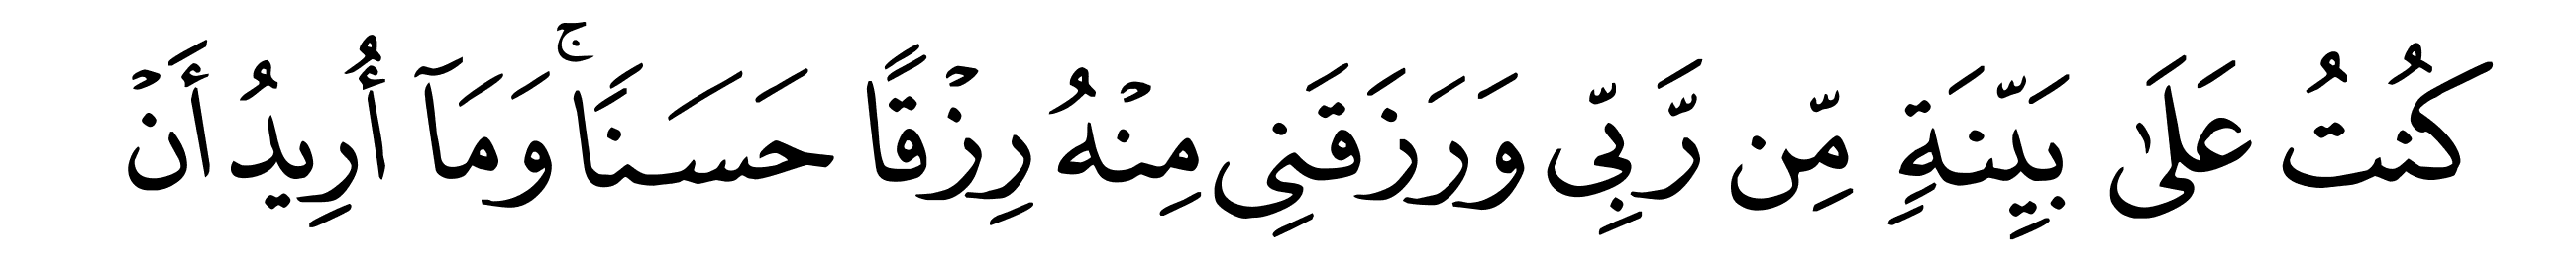 كُنتُ عَلَىٰ بَيِّنَةٍ مِّن رَّبِّي وَرَزَقَنِي مِنْهُ رِزْقًا حَسَنًاۚ وَمَآ أُرِيدُ أَنْ